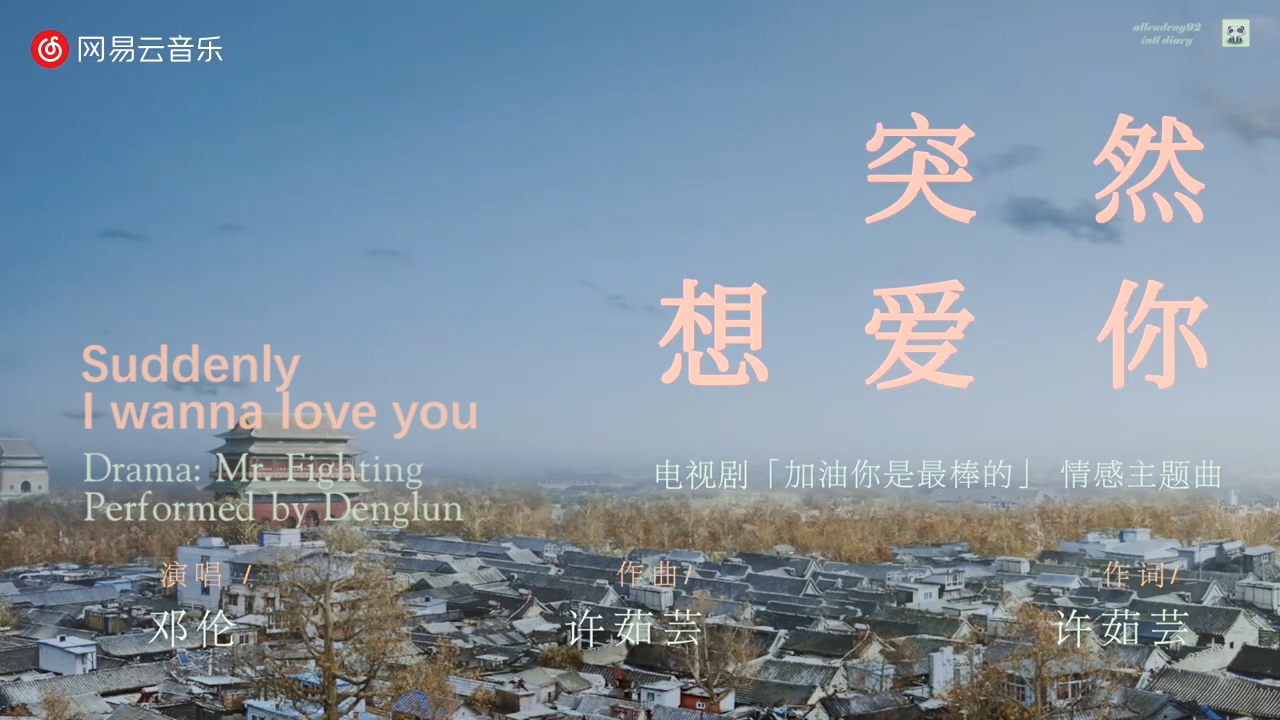 网易云音乐
allendeng92
intl diary
突然
想爱你
Suddenly
I wanna love you
Drama: Mr. Fighting
Performed by Denglun
电视剧「加油你是最棒的」 情感主题曲
演唱 / 作曲/ 作词/
邓伦 许茹芸 许茹芸